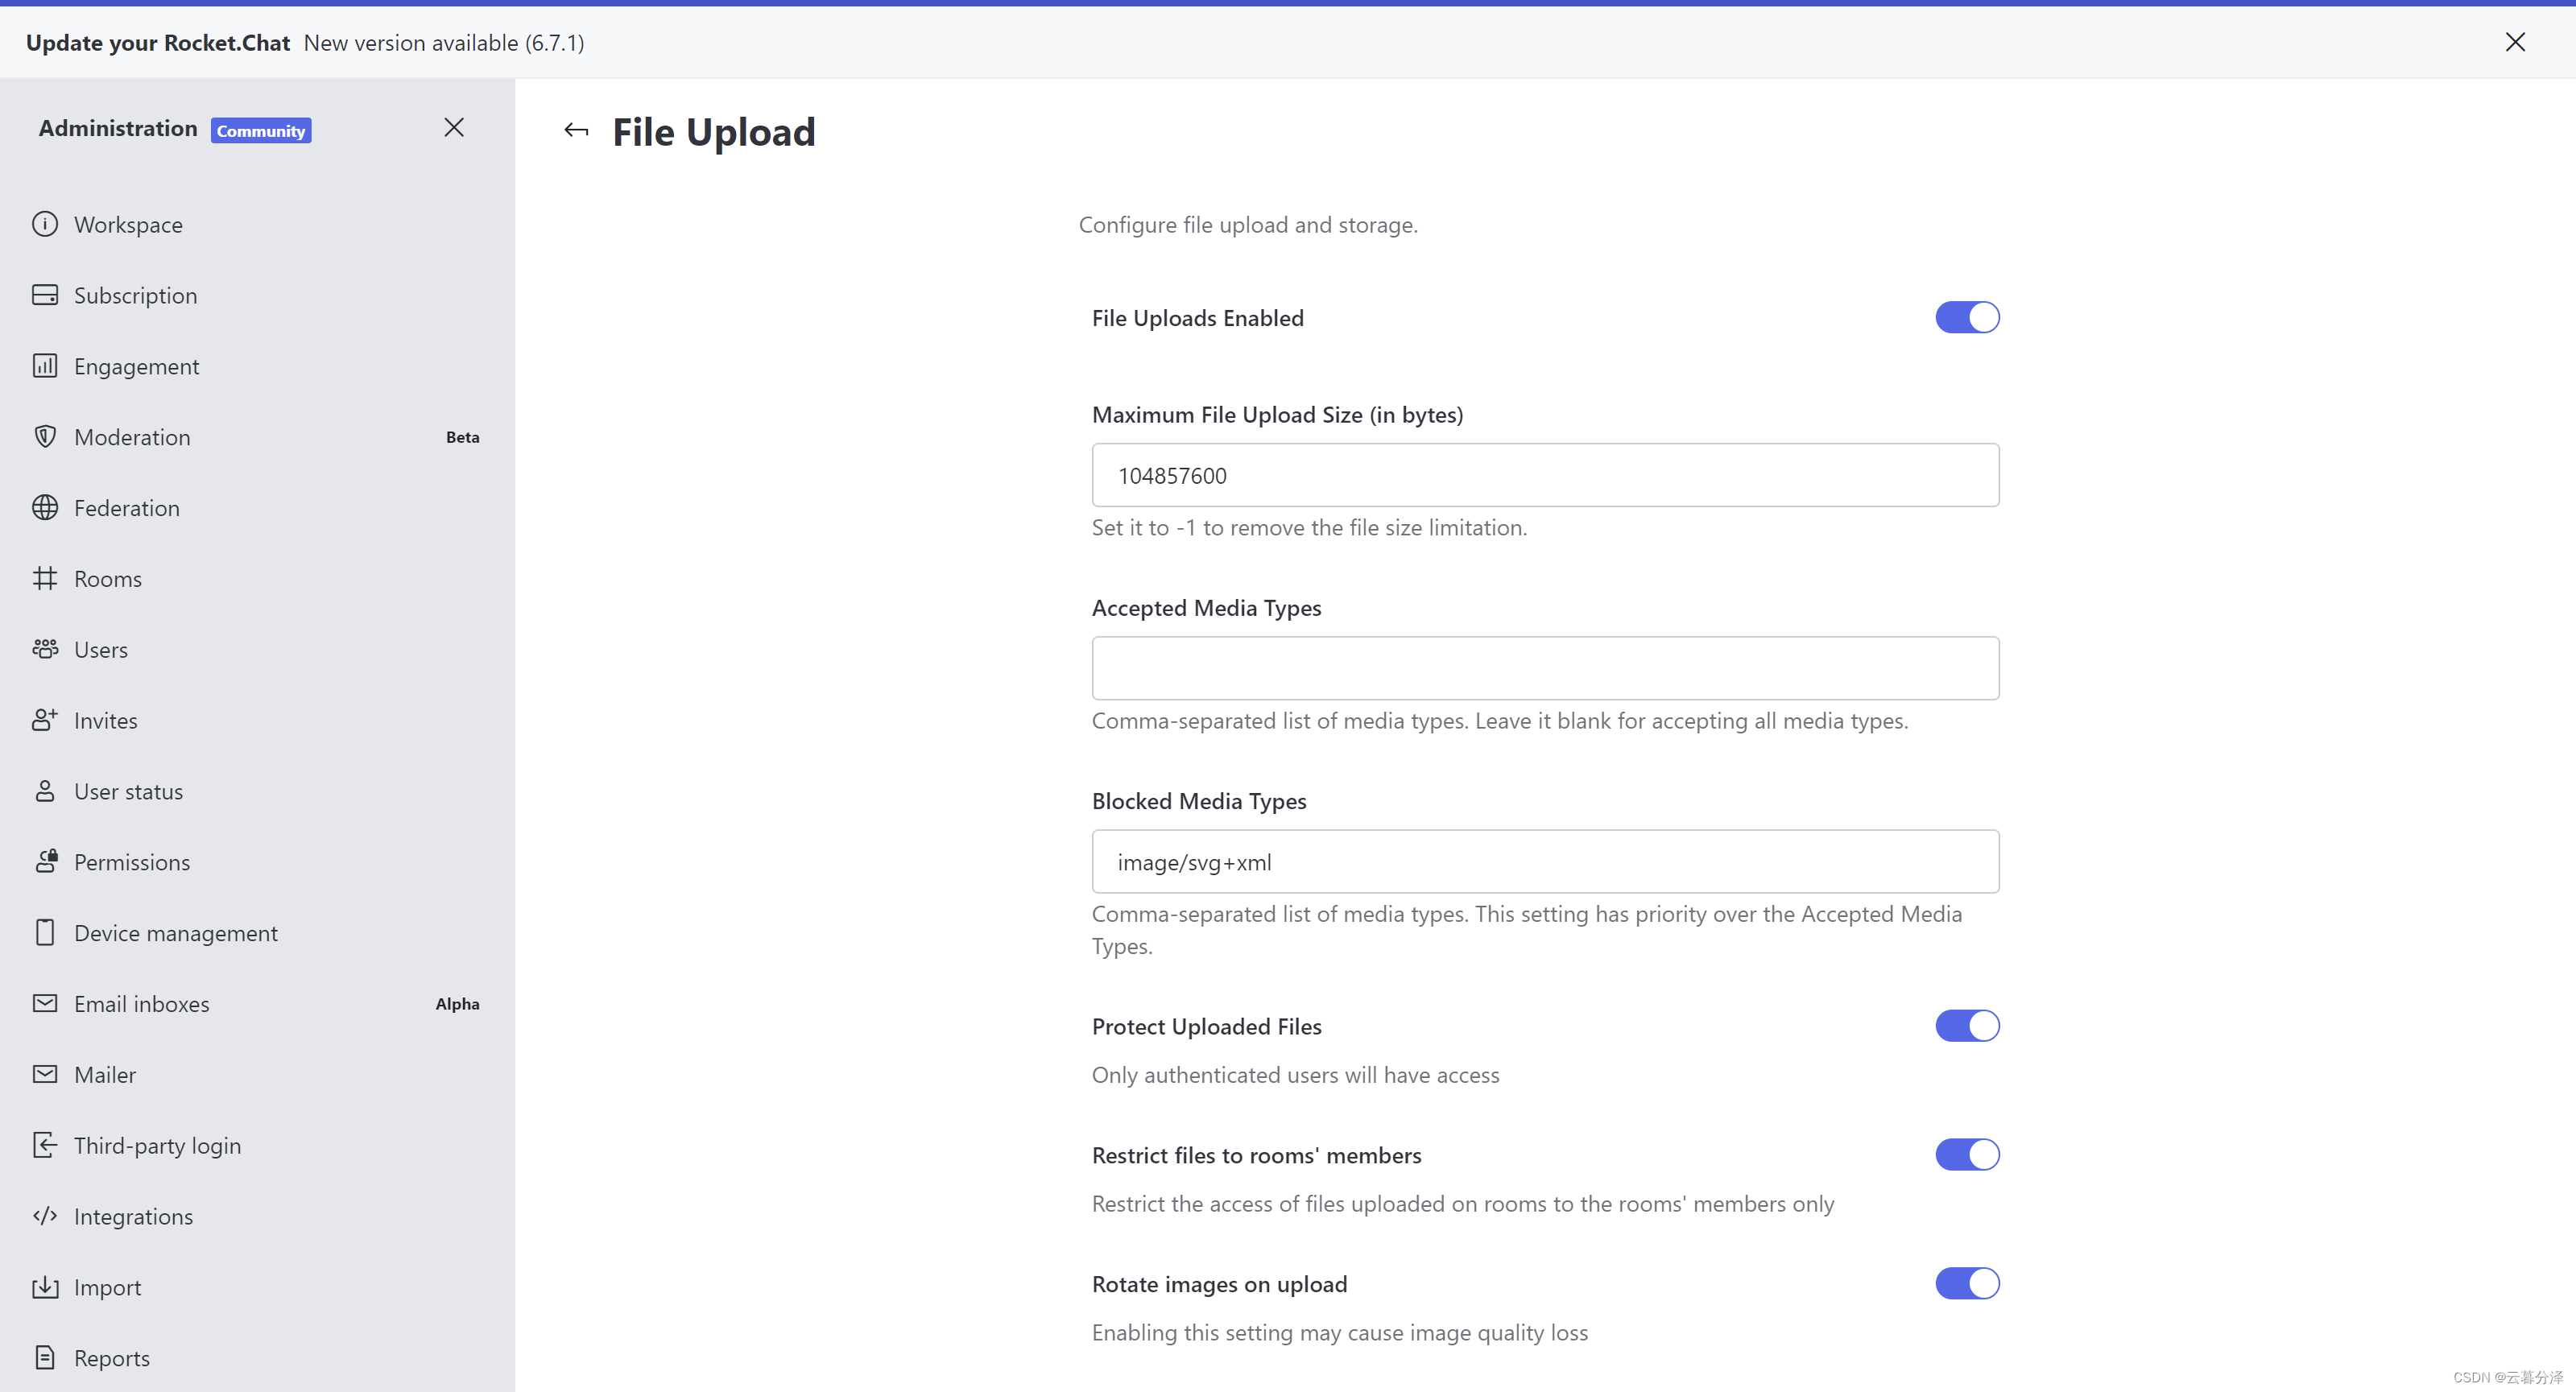 Update your Rocket.Chat New version available (6.7.1)
Administration Community
Workspace
Subscription
Engagement
Moderation Beta
Federation
Rooms
Users
Invites
User status
Permissions
Device management
Email inboxes Alpha
Mailer
Third-party login
Integrations
Import
Reports
File Upload
Configure file upload and storage.
File Uploads Enabled
Maximum File Upload Size (in bytes)
104857600
Set it to -1 to remove the file size limitation.
Accepted Media Types
Comma-separated list of media types. Leave it blank for accepting all media types.
Blocked Media Types
image/svg+xml
Comma-separated list of media types. This setting has priority over the Accepted Media
Types.
Protect Uploaded Files
Only authenticated users will have access
Restrict files to rooms' members
Restrict the access of files uploaded on rooms to the rooms' members only
Rotate images on upload
Enabling this setting may cause image quality loss
CSDN @云暮分泽